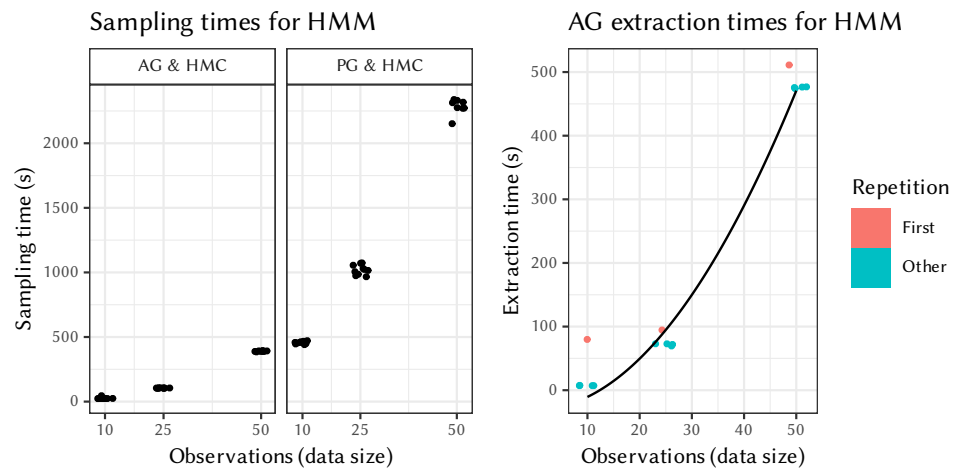 Sampling times for HMM
AG & HMC
PG & HMC
Sampling time (s)
2000
1500
1000
500
0
10
25
50
10
25
50
Observations (data size)
AG extraction times for HMM
Extraction time (s)
500
400
300
200
100
0
10
20
30
40
50
Observations (data size)
Repetition
First
Other